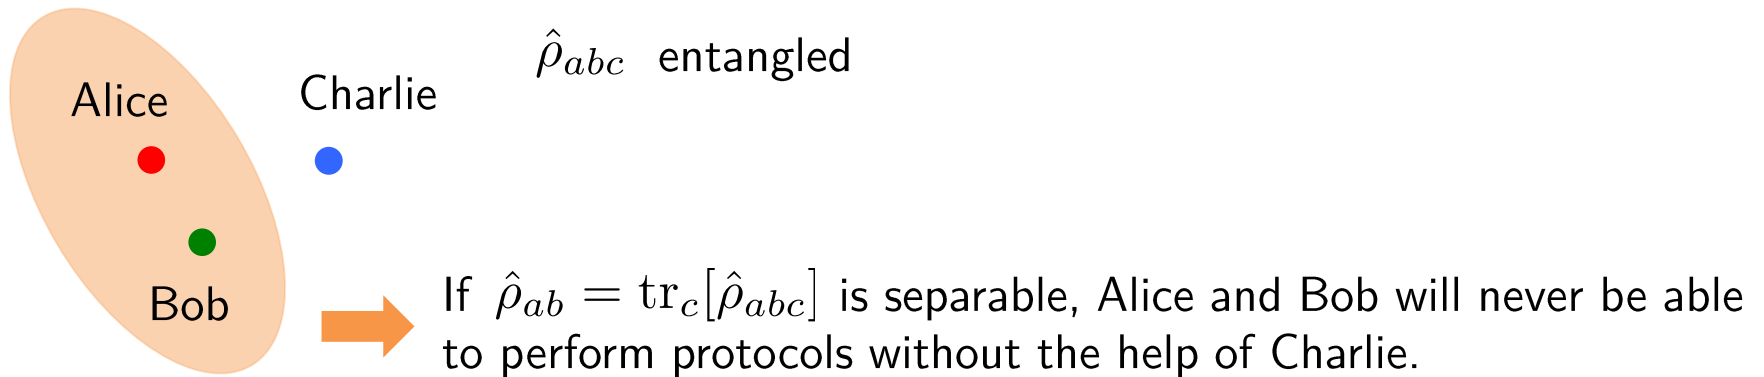 ρ̂_abc entangled
Alice
Charlie
Bob
If ρ̂_ab = tr_c[ρ̂_abc] is separable, Alice and Bob will never be able
to perform protocols without the help of Charlie.